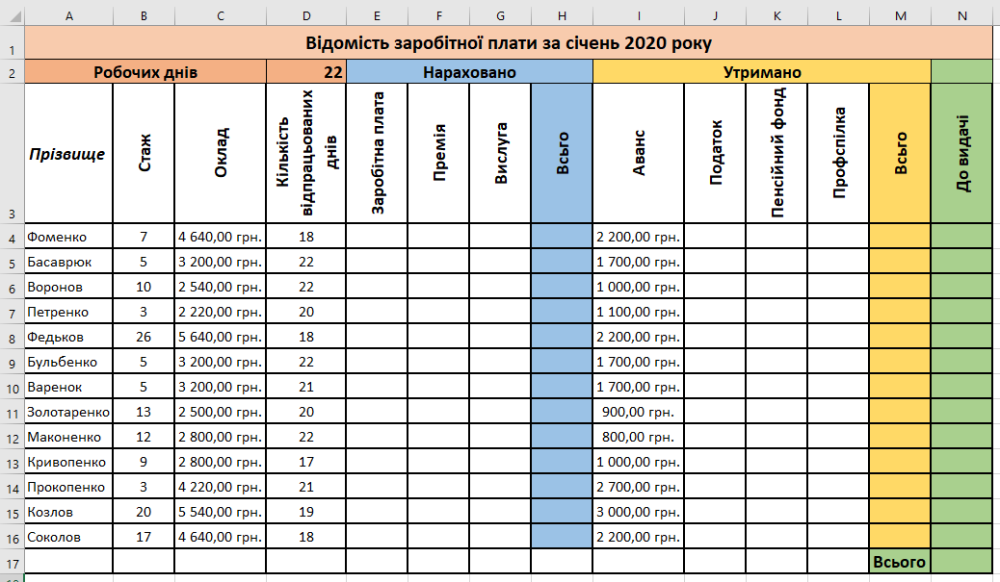 A B C D E F G H I J K L M N
1 Відомість заробітної плати за січень 2020 року
2 Робочих днів 22 Нараховано Утримано
3 Прізвище Стаж Оклад Кількість відпрацьованих днів Заробітна плата Премія Вислуга Всього Аванс Податок Пенсійний фонд Профспілка Всього До видачі
4 Фоменко 7 4 640,00 грн. 18 2 200,00 грн.
5 Басаврюк 5 3 200,00 грн. 22 1 700,00 грн.
6 Воронов 10 2 540,00 грн. 22 1 000,00 грн.
7 Петренко 3 2 220,00 грн. 20 1 100,00 грн.
8 Федьков 26 5 640,00 грн. 18 2 200,00 грн.
9 Бульбенко 5 3 200,00 грн. 22 1 700,00 грн.
10 Варенок 5 3 200,00 грн. 21 1 700,00 грн.
11 Золотаренко 13 2 500,00 грн. 20 900,00 грн.
12 Маконенко 12 2 800,00 грн. 22 800,00 грн.
13 Кривопенко 9 2 800,00 грн. 17 1 000,00 грн.
14 Прокопенко 3 4 220,00 грн. 21 2 700,00 грн.
15 Козлов 20 5 540,00 грн. 19 3 000,00 грн.
16 Соколов 17 4 640,00 грн. 18 2 200,00 грн.
17 Всього